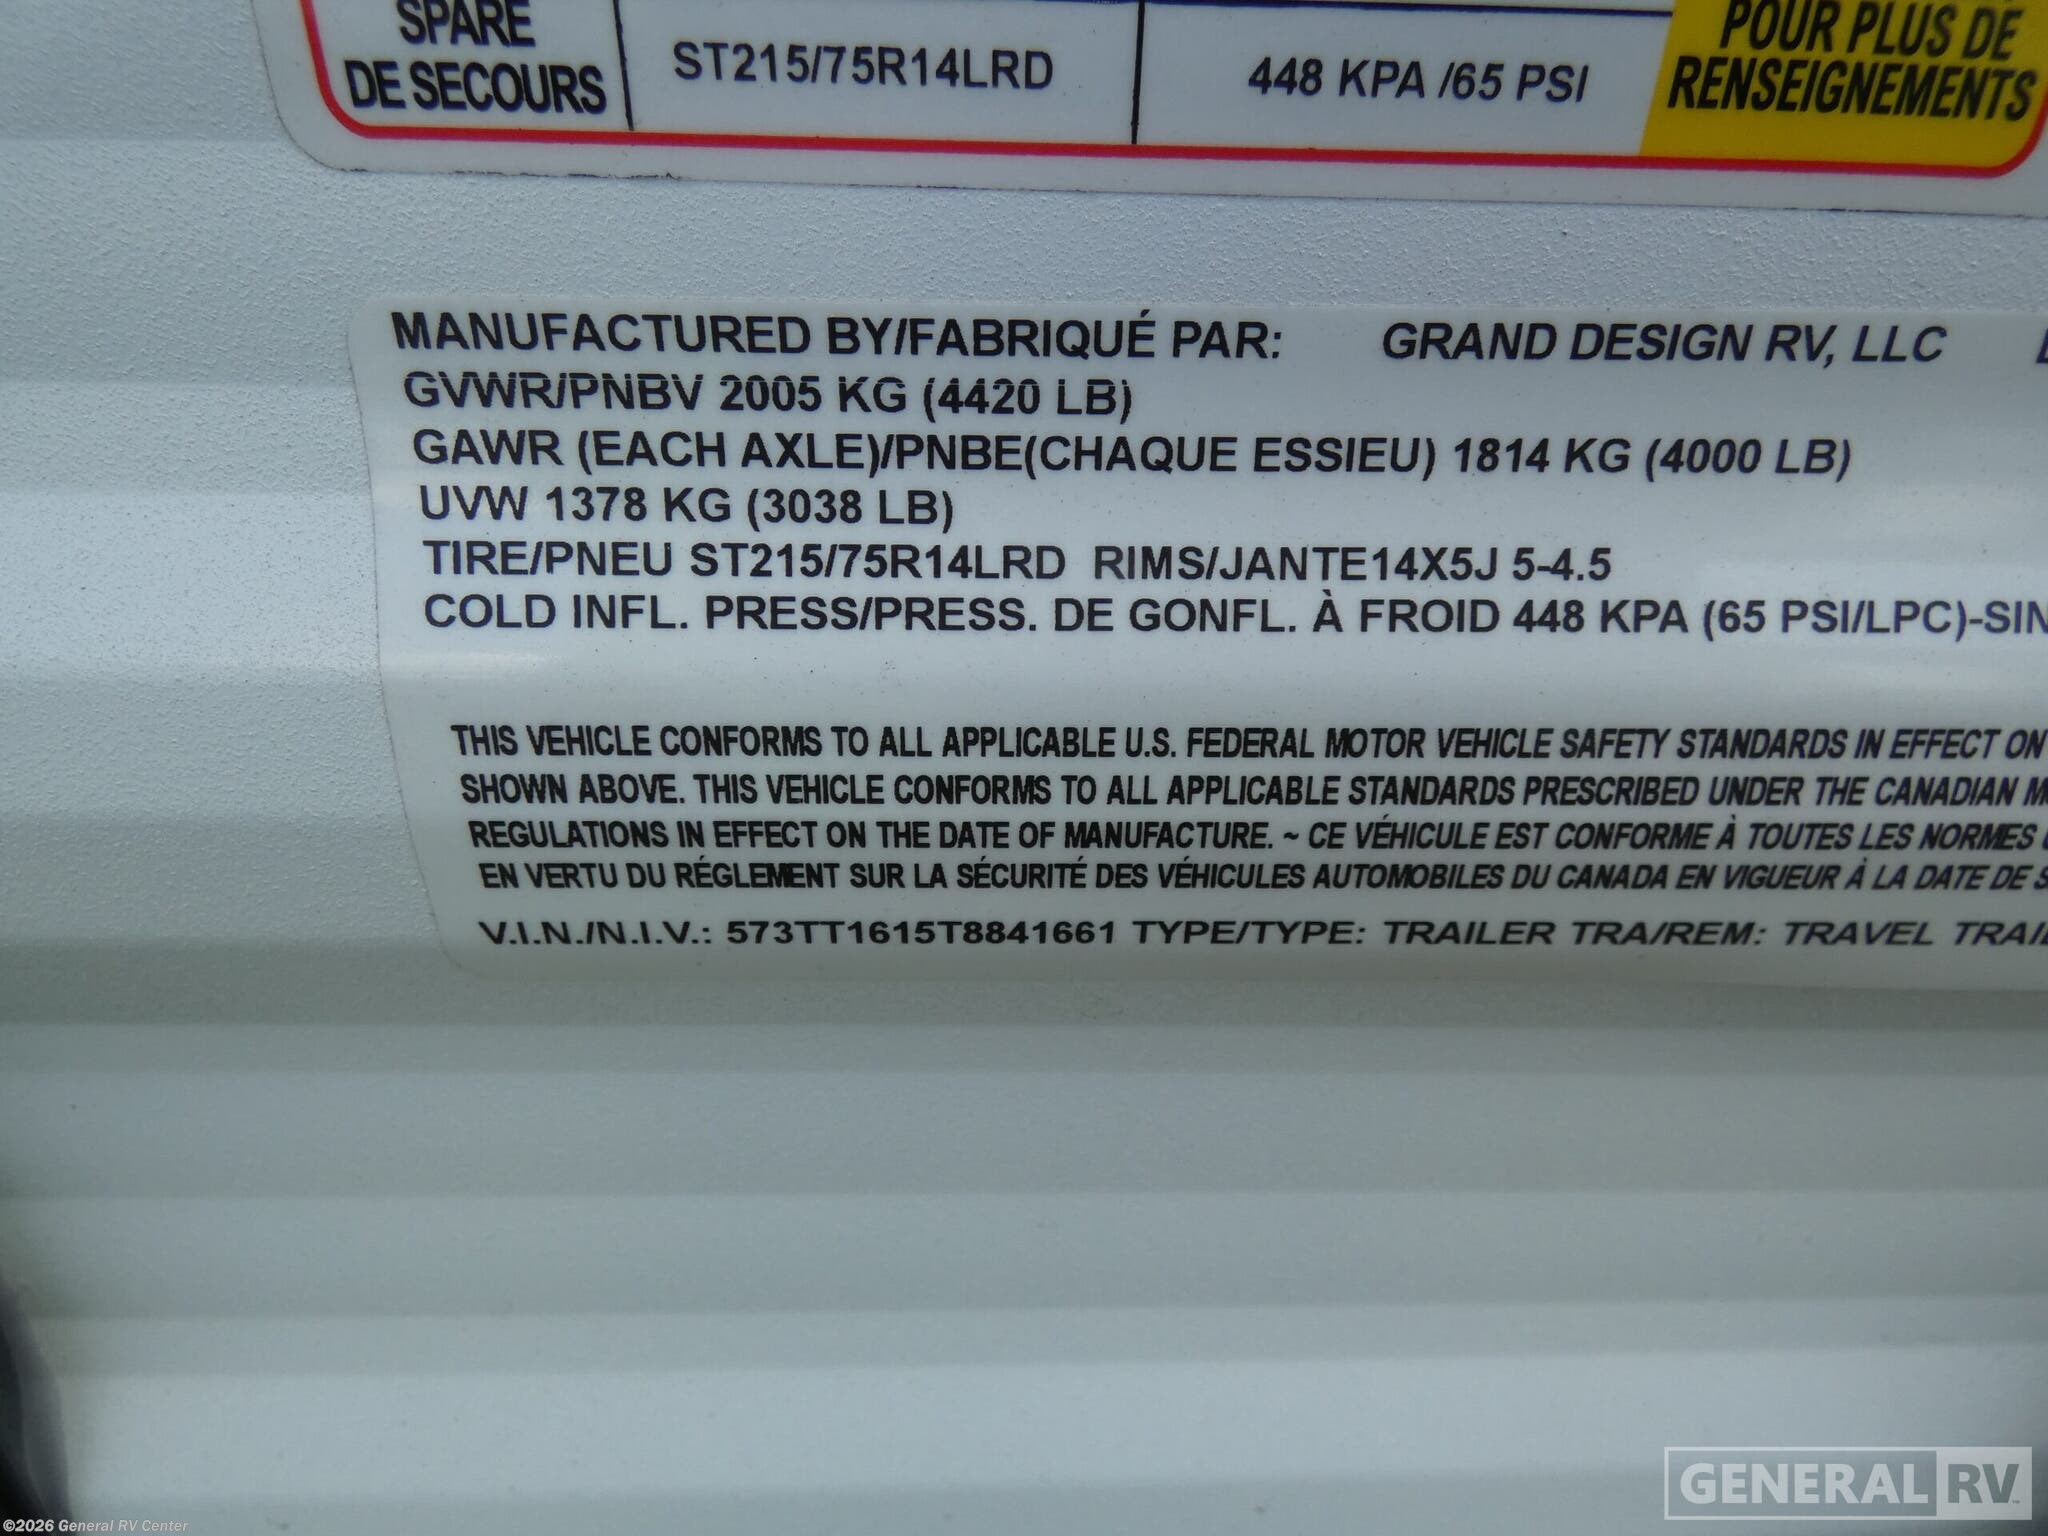 SPARE
DE SECOURS
ST215/75R14LRD
448 KPA /65 PSI
POUR PLUS DE
RENSEIGNEMENTS
MANUFACTURED BY/FABRIQUÉ PAR: GRAND DESIGN RV, LLC
GVWR/PNBV 2005 KG (4420 LB)
GAWR (EACH AXLE)/PNBE(CHAQUE ESSIEU) 1814 KG (4000 LB)
UVW 1378 KG (3038 LB)
TIRE/PNEU ST215/75R14LRD RIMS/JANTE14X5J 5-4.5
COLD INFL. PRESS/PRESS. DE GONFL. À FROID 448 KPA (65 PSI/LPC)-SIN
THIS VEHICLE CONFORMS TO ALL APPLICABLE U.S. FEDERAL MOTOR VEHICLE SAFETY STANDARDS IN EFFECT ON
SHOWN ABOVE. THIS VEHICLE CONFORMS TO ALL APPLICABLE STANDARDS PRESCRIBED UNDER THE CANADIAN
REGULATIONS IN EFFECT ON THE DATE OF MANUFACTURE. ~ CE VÉHICULE EST CONFORME À TOUTES LES NORMES
EN VERTU DU RÉGLEMENT SUR LA SÉCURITÉ DES VÉHICULES AUTOMOBILES DU CANADA EN VIGUEUR À LA DATE DE
V.I.N./N.I.V.: 573TT1615T8841661 TYPE/TYPE: TRAILER TRA/REM: TRAVEL TRAI
GENERAL RV
©2026 General RV Center